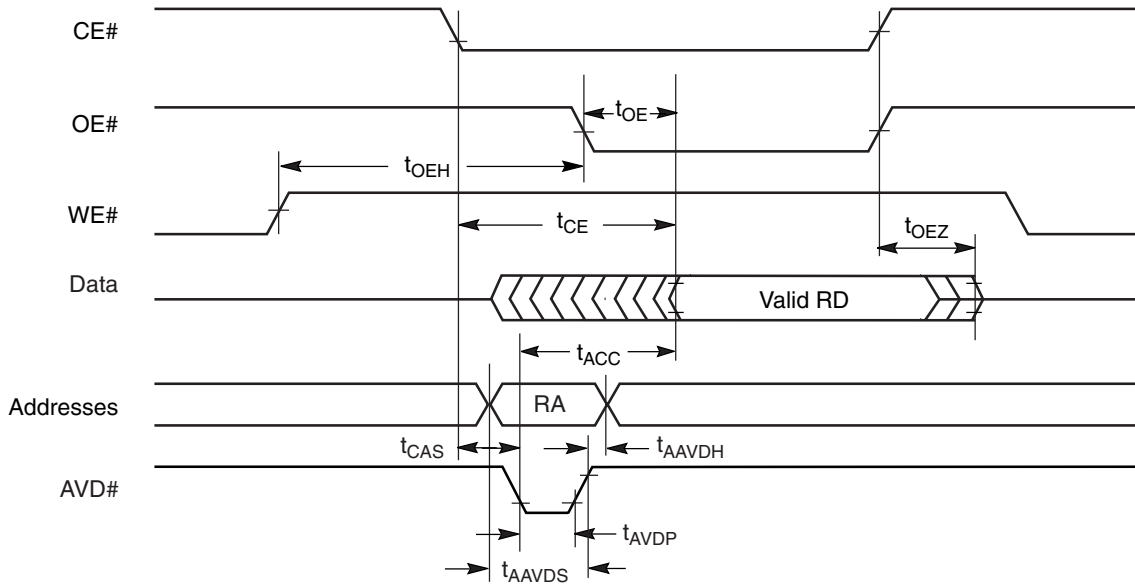 CE#
OE#
tOE
tOEH
WE#
tCE
tOEZ
Data
Valid RD
tACC
Addresses
RA
tCAS
tAAVDH
AVD#
tAVDP
tAAVDS